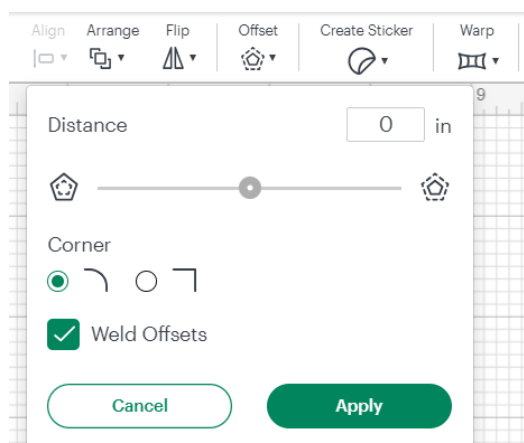 Align Arrange Flip Offset Create Sticker Warp
9
Distance 0 in
Corner
Weld Offsets
Cancel Apply